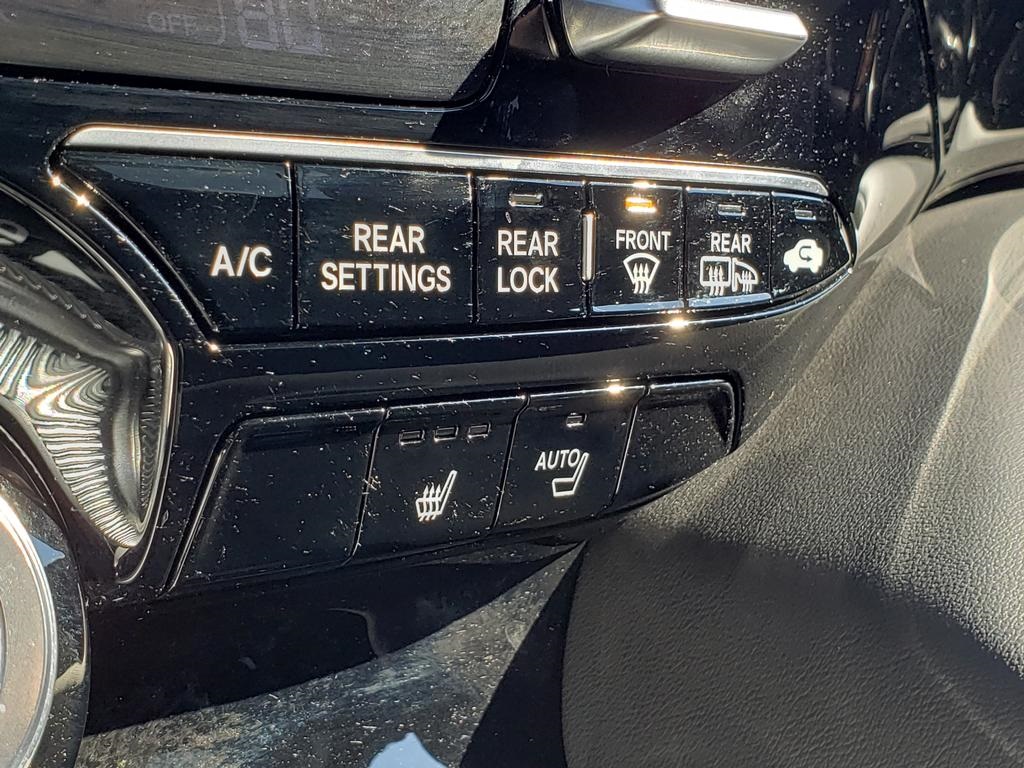 OFF
A/C
REAR
SETTINGS
REAR
LOCK
FRONT
REAR
AUTO